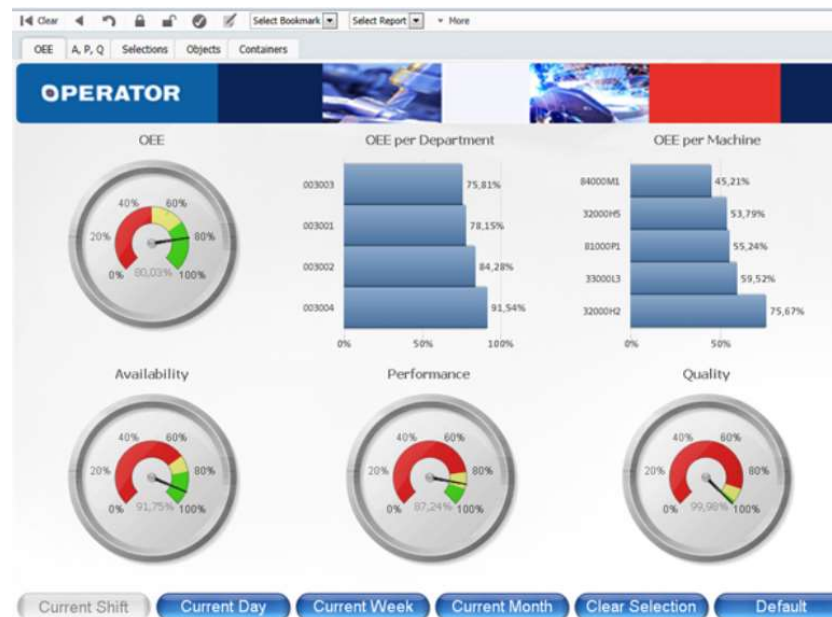 Clear Select Bookmark Select Report More
OEE A, P, Q Selections Objects Containers
OPERATOR
OEE OEE per Department OEE per Machine
40% 60%
20% 80%
0% 80,03% 100%
003003 75,81%
003001 78,15%
003002 84,28%
003004 91,54%
0% 50% 100%
84000M1 45,21%
32000H5 53,79%
81000P1 55,24%
33000L3 59,52%
32000H2 75,67%
0% 50%
Availability Performance Quality
40% 60% 40% 60% 40% 60%
20% 80% 20% 80% 20% 80%
0% 91,75% 100% 0% 87,24% 100% 0% 99,98% 100%
Current Shift Current Day Current Week Current Month Clear Selection Default